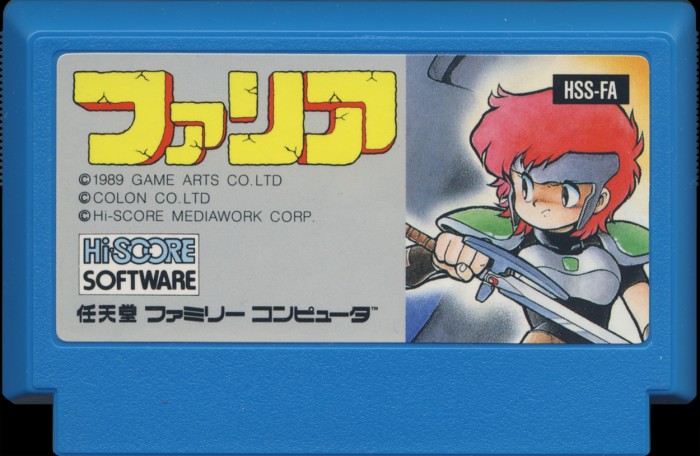 ファリア
HSS-FA
©1989 GAME ARTS CO.LTD
©COLON CO.LTD
©Hi-SCORE MEDIAWORK CORP.
Hi-SCORE
SOFTWARE
任天堂 ファミリー コンピュータ™